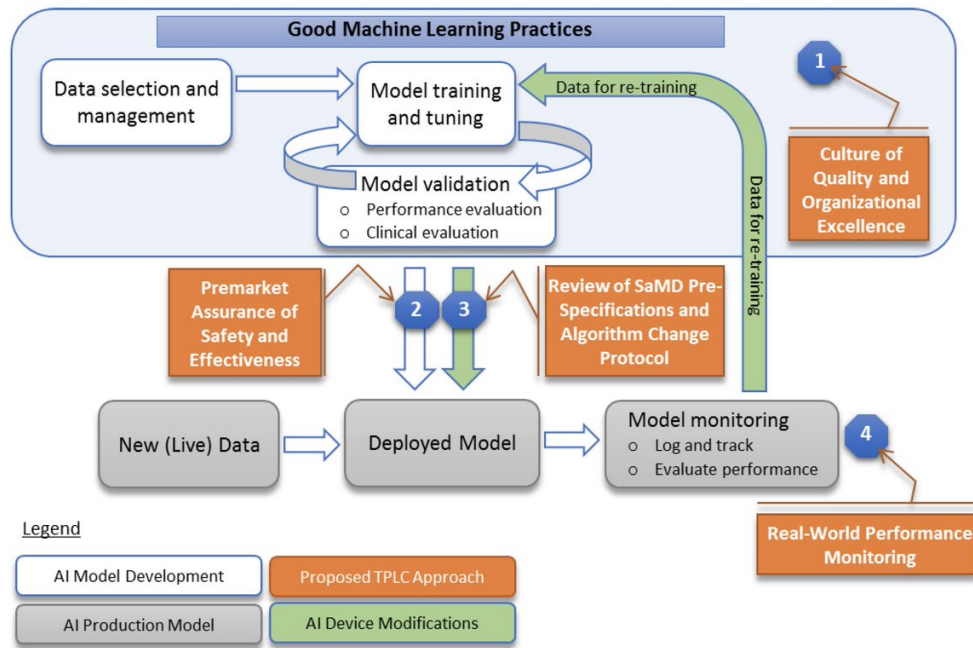 Good Machine Learning Practices
Data selection and
management
Model training
and tuning
Data for re-training
1
Culture of
Quality and
Organizational
Excellence
Model validation
o Performance evaluation
o Clinical evaluation
Data for re-training
Premarket
Assurance of
Safety and
Effectiveness
2
3
Review of SaMD Pre-
Specifications and
Algorithm Change
Protocol
New (Live) Data
Deployed Model
Model monitoring
o Log and track
o Evaluate performance
4
Real-World Performance
Monitoring
Legend
AI Model Development
Proposed TPLC Approach
AI Production Model
AI Device Modifications